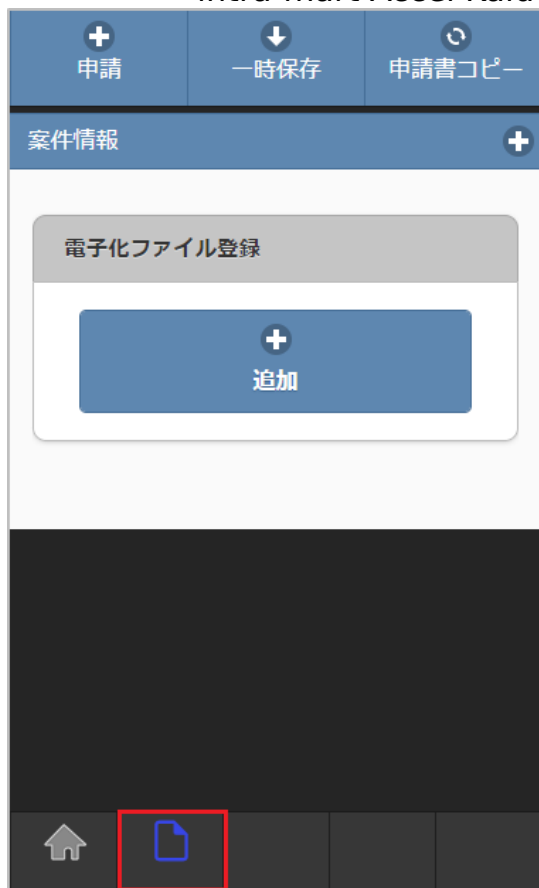 申請
一時保存
申請書コピー
案件情報
電子化ファイル登録
追加